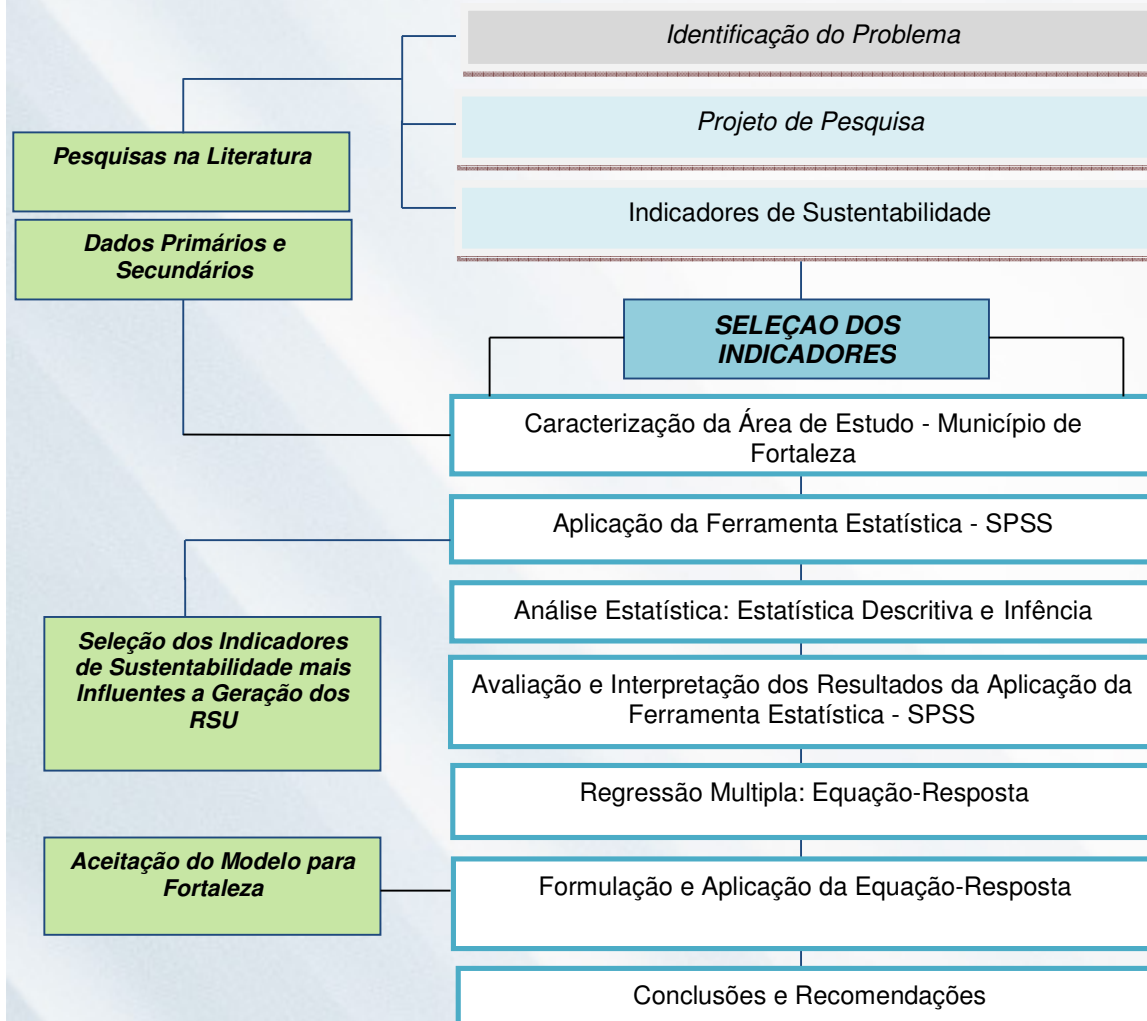 Identificação do Problema
Projeto de Pesquisa
Pesquisas na Literatura
Indicadores de Sustentabilidade
Dados Primários e
Secundários
SELEÇAO DOS
INDICADORES
Caracterização da Área de Estudo - Município de
Fortaleza
Aplicação da Ferramenta Estatística - SPSS
Análise Estatística: Estatística Descritiva e Infência
Seleção dos Indicadores
de Sustentabilidade mais
Influentes a Geração dos
RSU
Avaliação e Interpretação dos Resultados da Aplicação da
Ferramenta Estatística - SPSS
Regressão Multipla: Equação-Resposta
Aceitação do Modelo para
Fortaleza
Formulação e Aplicação da Equação-Resposta
Conclusões e Recomendações